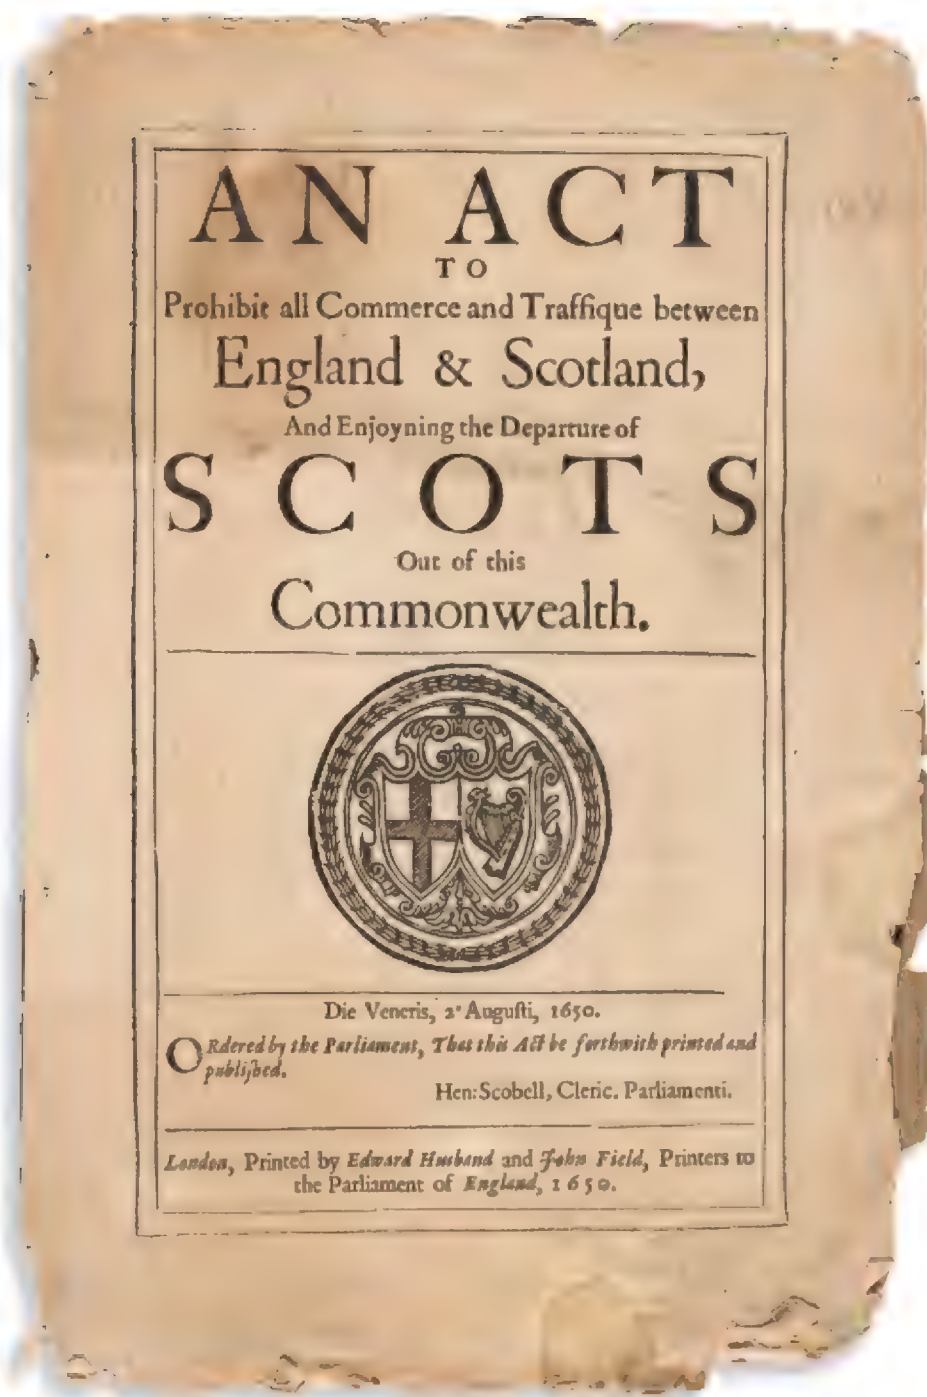 AN ACT
TO
Prohibit all Commerce and Traffique between
England & Scotland,
And Enjoyning the Departure of
SCOTS
Out of this
Commonwealth.
Die Veneris, 2° Auguſti, 1650.
ORdered by the Parliament, That this Act be forthwith printed and
publiſhed.
Hen: Scobell, Cleric. Parliamenti.
London, Printed by Edward Husband and John Field, Printers to
the Parliament of England, 1650.